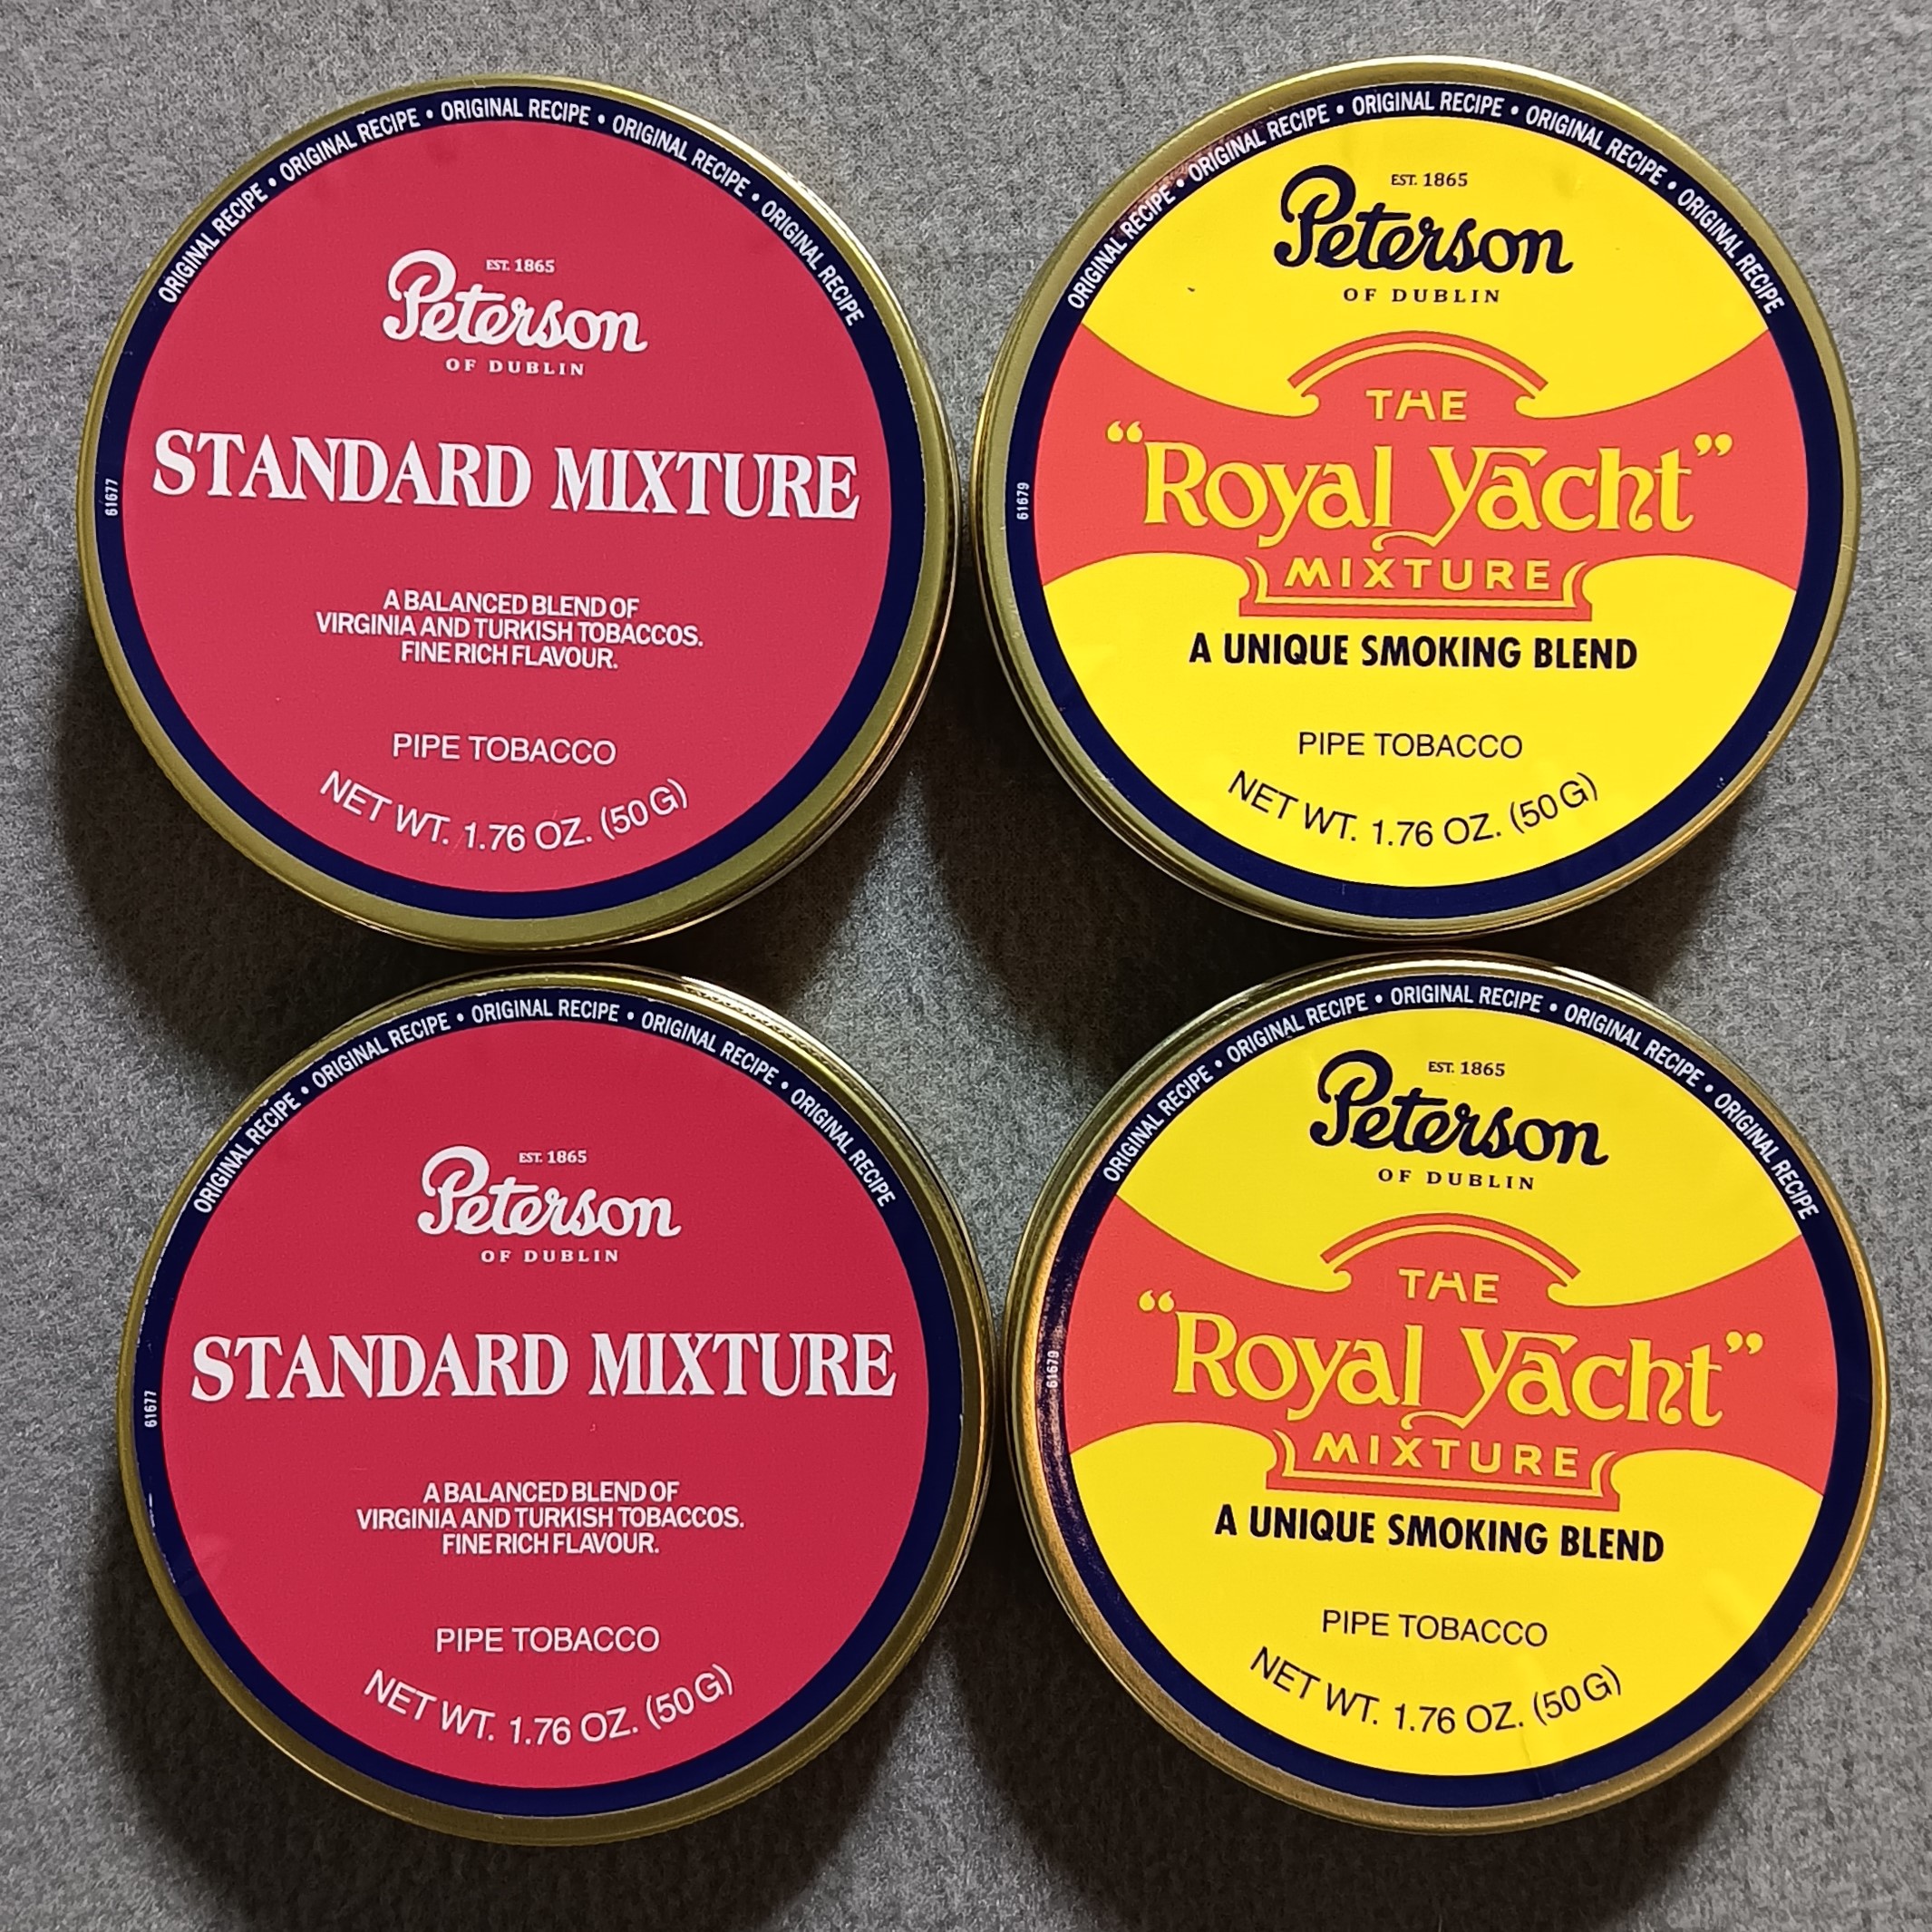 ORIGINAL RECIPE • ORIGINAL RECIPE • ORIGINAL RECIPE • ORIGINAL RECIPE • ORIGINAL RECIPE
EST. 1865
Peterson
OF DUBLIN
STANDARD MIXTURE
61677
A BALANCED BLEND OF
VIRGINIA AND TURKISH TOBACCOS.
FINE RICH FLAVOUR.
PIPE TOBACCO
NET WT. 1.76 OZ. (50 G)
ORIGINAL RECIPE • ORIGINAL RECIPE • ORIGINAL RECIPE • ORIGINAL RECIPE • ORIGINAL RECIPE
EST. 1865
Peterson
OF DUBLIN
THE
“Royal Yacht”
61679
MIXTURE
A UNIQUE SMOKING BLEND
PIPE TOBACCO
NET WT. 1.76 OZ. (50 G)
ORIGINAL RECIPE • ORIGINAL RECIPE • ORIGINAL RECIPE • ORIGINAL RECIPE • ORIGINAL RECIPE
EST. 1865
Peterson
OF DUBLIN
STANDARD MIXTURE
61677
A BALANCED BLEND OF
VIRGINIA AND TURKISH TOBACCOS.
FINE RICH FLAVOUR.
PIPE TOBACCO
NET WT. 1.76 OZ. (50 G)
ORIGINAL RECIPE • ORIGINAL RECIPE • ORIGINAL RECIPE • ORIGINAL RECIPE • ORIGINAL RECIPE
EST. 1865
Peterson
OF DUBLIN
THE
“Royal Yacht”
61679
MIXTURE
A UNIQUE SMOKING BLEND
PIPE TOBACCO
NET WT. 1.76 OZ. (50 G)